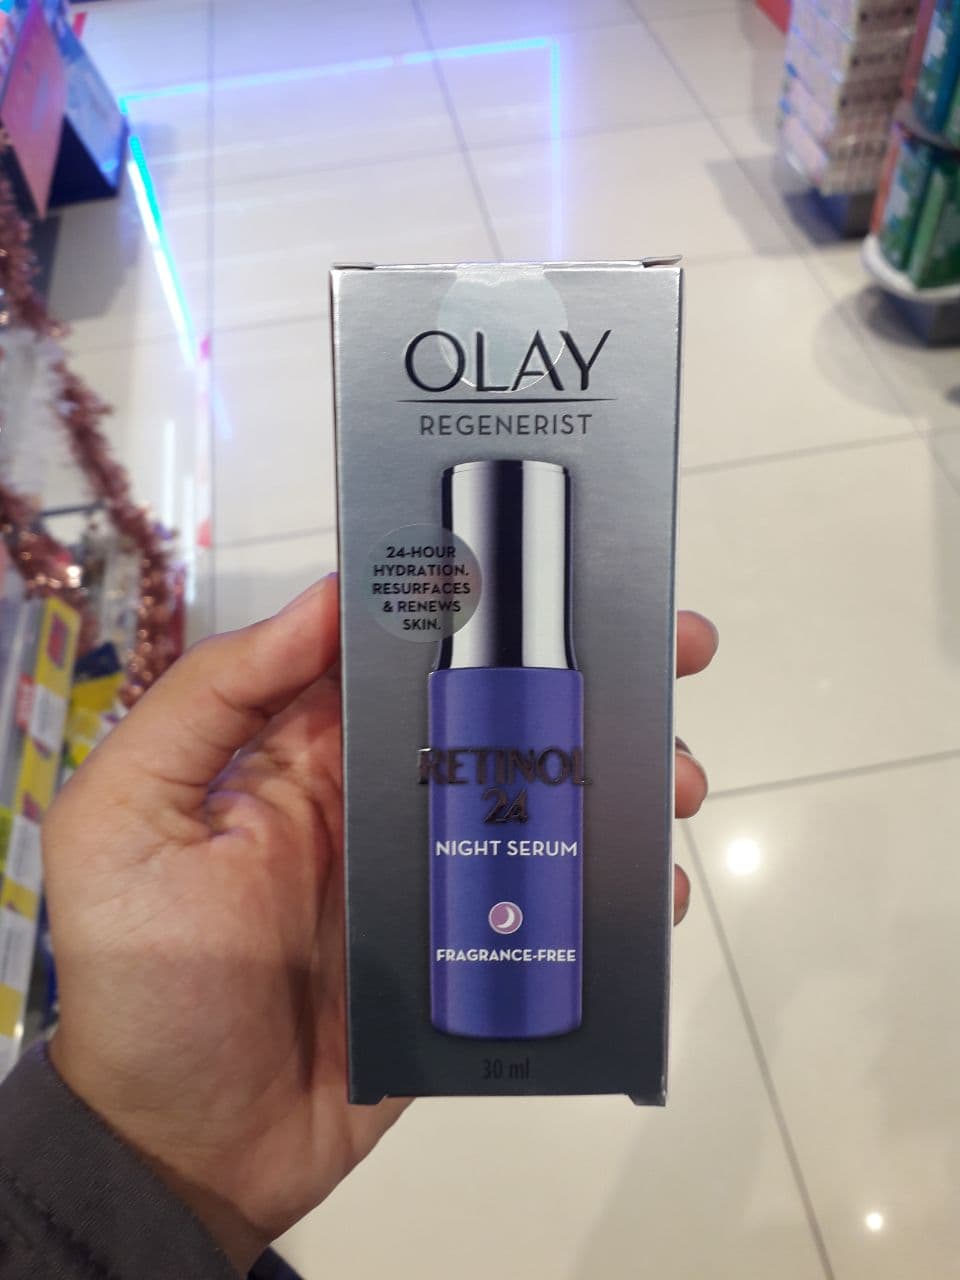 OLAY
REGENERIST
24-HOUR
HYDRATION.
RESURFACES
& RENEWS
SKIN.
RETINOL
24
NIGHT SERUM
FRAGRANCE-FREE
30 ml